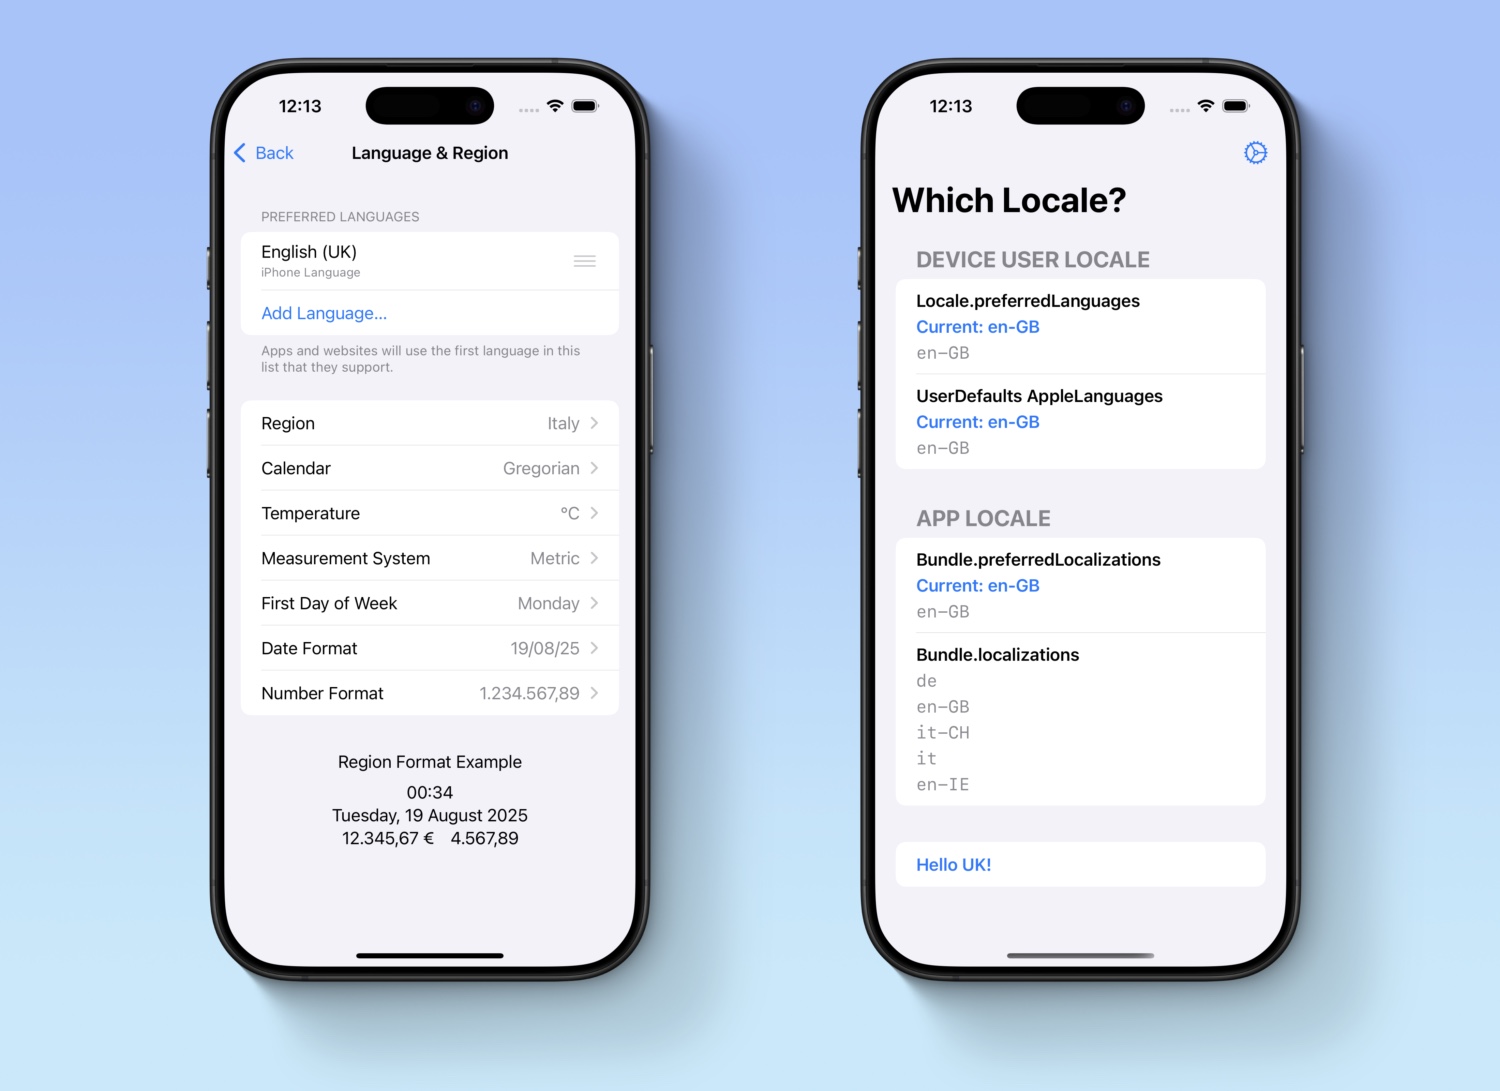 12:13
Back
Language & Region
PREFERRED LANGUAGES
English (UK)
iPhone Language
Add Language...
Apps and websites will use the first language in this
list that they support.
Region Italy
Calendar Gregorian
Temperature °C
Measurement System Metric
First Day of Week Monday
Date Format 19/08/25
Number Format 1.234.567,89
Region Format Example
00:34
Tuesday, 19 August 2025
12.345,67 € 4.567,89
12:13
Which Locale?
DEVICE USER LOCALE
Locale.preferredLanguages
Current: en-GB
en-GB
UserDefaults AppleLanguages
Current: en-GB
en-GB
APP LOCALE
Bundle.preferredLocalizations
Current: en-GB
en-GB
Bundle.localizations
de
en-GB
it-CH
it
en-IE
Hello UK!